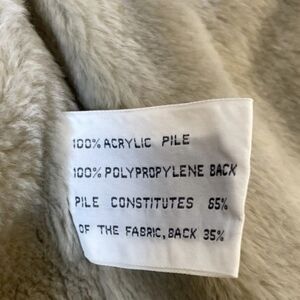 100% ACRYLIC PILE
100% POLYPROPYLENE BACK
PILE CONSTITUTES 65%
OF THE FABRIC, BACK 35%